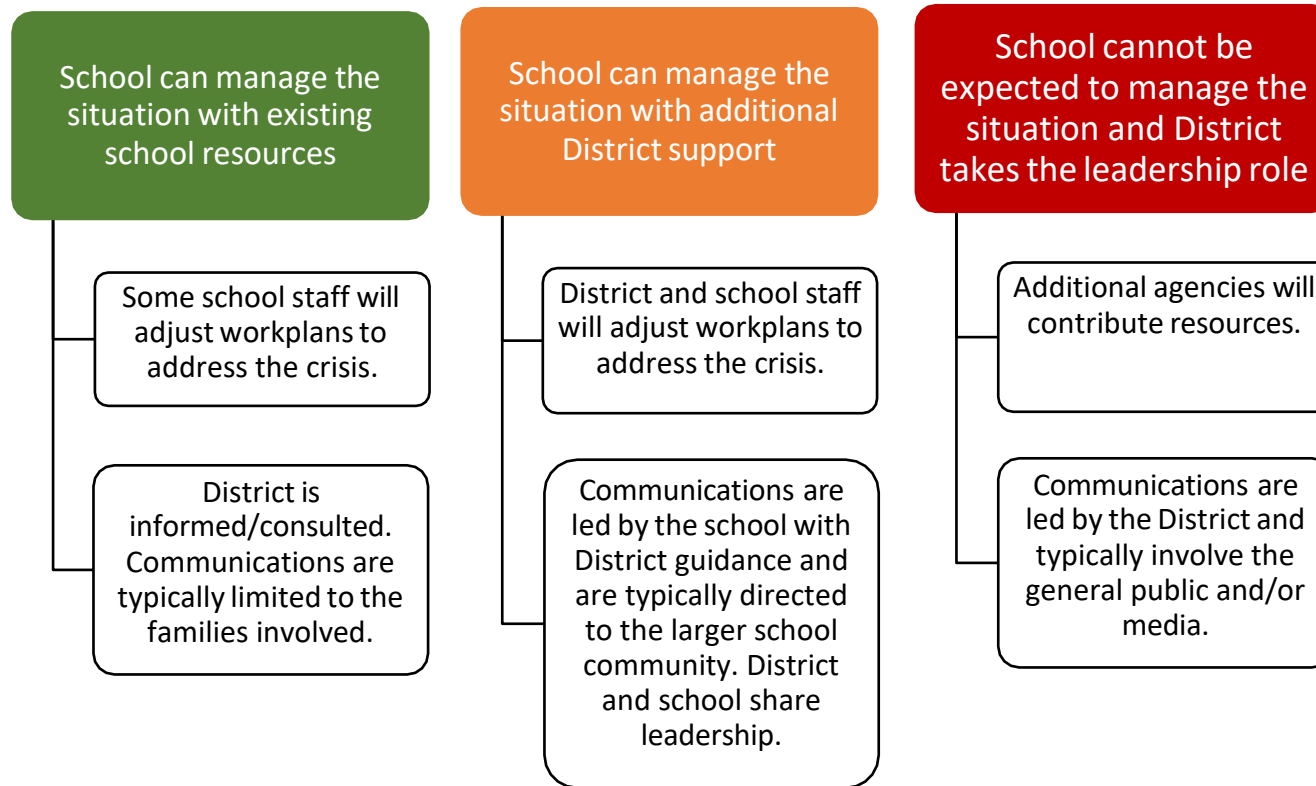 School can manage the
situation with existing
school resources
Some school staff will
adjust workplans to
address the crisis.
District is
informed/consulted.
Communications are
typically limited to the
families involved.
School can manage the
situation with additional
District support
District and school staff
will adjust workplans to
address the crisis.
Communications are
led by the school with
District guidance and
are typically directed
to the larger school
community. District
and school share
leadership.
School cannot be
expected to manage the
situation and District
takes the leadership role
Additional agencies will
contribute resources.
Communications are
led by the District and
typically involve the
general public and/or
media.